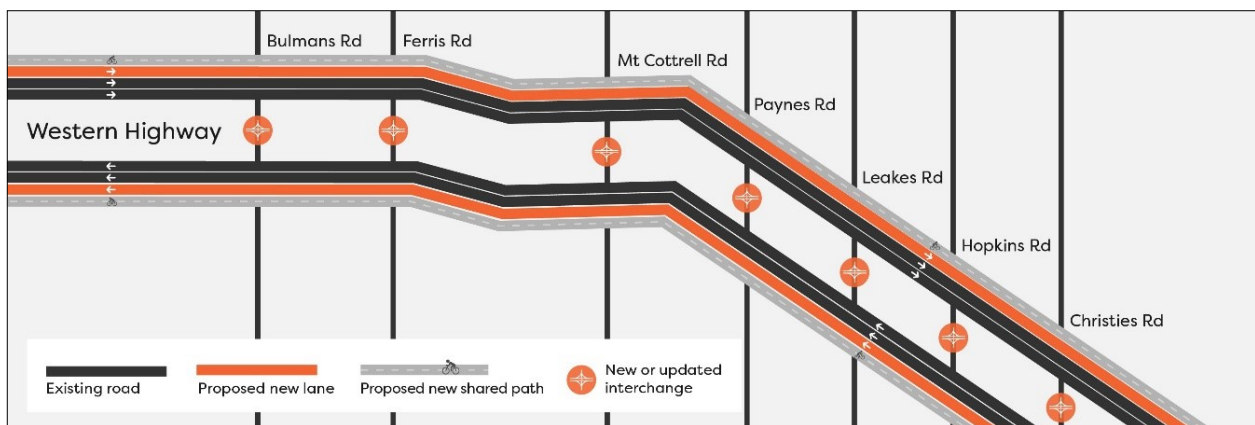 Bulmans Rd
Ferris Rd
Mt Cottrell Rd
Paynes Rd
Western Highway
Leakes Rd
Hopkins Rd
Christies Rd
Existing road
Proposed new lane
Proposed new shared path
New or updated
interchange